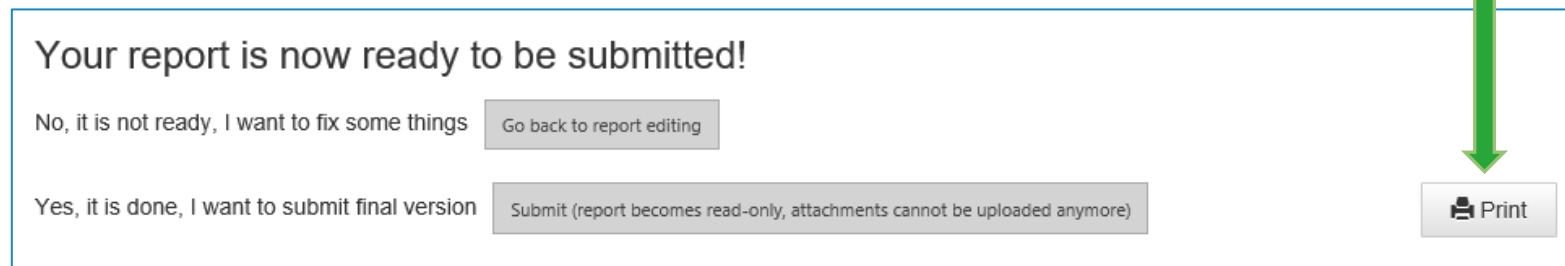 Your report is now ready to be submitted!
No, it is not ready, I want to fix some things Go back to report editing
Yes, it is done, I want to submit final version Submit (report becomes read-only, attachments cannot be uploaded anymore) Print